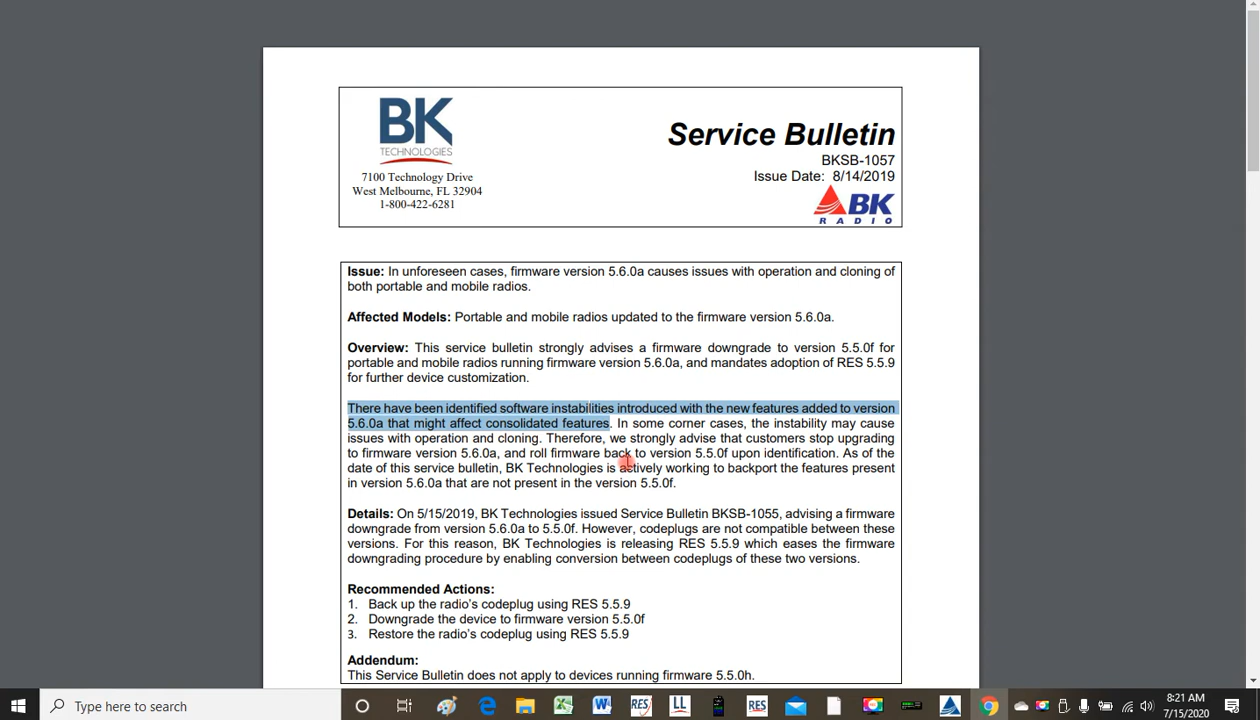 BK
TECHNOLOGIES
7100 Technology Drive
West Melbourne, FL 32904
1-800-422-6281
Service Bulletin
BKSB-1057
Issue Date: 8/14/2019
BK
RADIO
Issue: In unforeseen cases, firmware version 5.6.0a causes issues with operation and cloning of
both portable and mobile radios.
Affected Models: Portable and mobile radios updated to the firmware version 5.6.0a.
Overview: This service bulletin strongly advises a firmware downgrade to version 5.5.0f for
portable and mobile radios running firmware version 5.6.0a, and mandates adoption of RES 5.5.9
for further device customization.
There have been identified software instabilities introduced with the new features added to version
5.6.0a that might affect consolidated features. In some corner cases, the instability may cause
issues with operation and cloning. Therefore, we strongly advise that customers stop upgrading
to firmware version 5.6.0a, and roll firmware back to version 5.5.0f upon identification. As of the
date of this service bulletin, BK Technologies is actively working to backport the features present
in version 5.6.0a that are not present in the version 5.5.0f.
Details: On 5/15/2019, BK Technologies issued Service Bulletin BKSB-1055, advising a firmware
downgrade from version 5.6.0a to 5.5.0f. However, codeplugs are not compatible between these
versions. For this reason, BK Technologies is releasing RES 5.5.9 which eases the firmware
downgrading procedure by enabling conversion between codeplugs of these two versions.
Recommended Actions:
1. Back up the radio's codeplug using RES 5.5.9
2. Downgrade the device to firmware version 5.5.0f
3. Restore the radio's codeplug using RES 5.5.9
Addendum:
This Service Bulletin does not apply to devices running firmware 5.5.0h.
Type here to search
RES
LL
RES
8:21 AM
7/15/2020